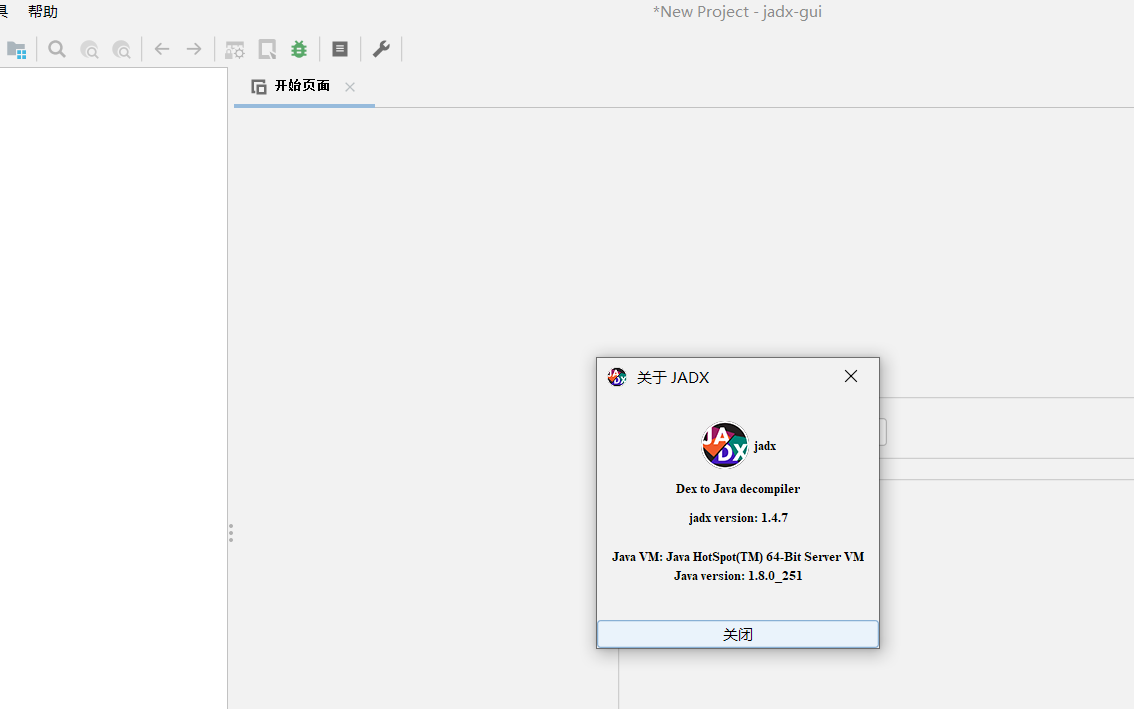 具 帮助
*New Project - jadx-gui
开始页面
关于 JADX
JADX
jadx
Dex to Java decompiler
jadx version: 1.4.7
Java VM: Java HotSpot(TM) 64-Bit Server VM
Java version: 1.8.0_251
关闭